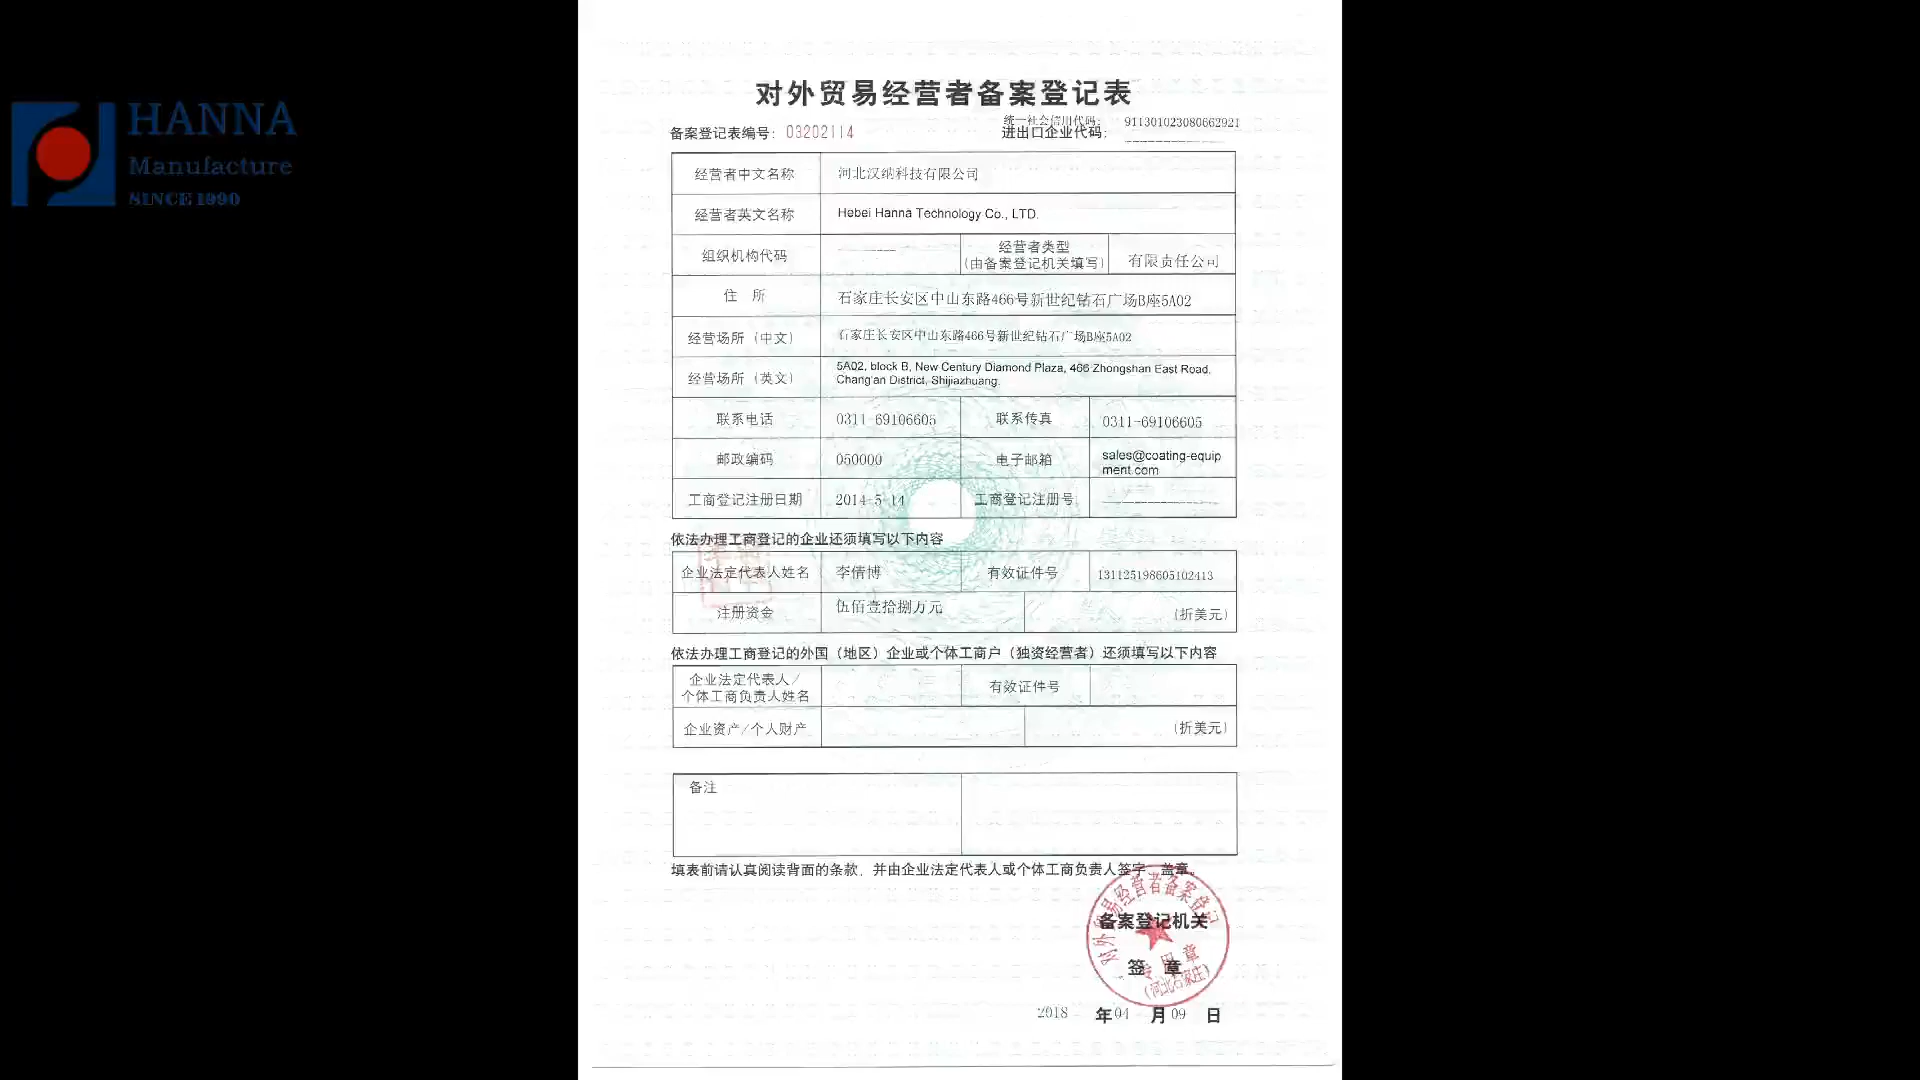 HANNA
Manufacture
SINCE 1990
对外贸易经营者备案登记表
统一社会信用代码: 911301023080662921
备案登记表编号: 03202114 进出口企业代码:
经营者中文名称 河北汉纳科技有限公司
经营者英文名称 Hebei Hanna Technology Co., LTD.
组织机构代码 经营者类型 (由备案登记机关填写) 有限责任公司
住 所 石家庄长安区中山东路466号新世纪钻石广场B座5A02
经营场所（中文） 石家庄长安区中山东路466号新世纪钻石广场B座5A02
经营场所（英文） 5A02, block B, New Century Diamond Plaza, 466 Zhongshan East Road,
Chang'an District, Shijiazhuang.
联系电话 0311-69106605 联系传真 0311-69106605
邮政编码 050000 电子邮箱 sales@coating-equip
ment.com
工商登记注册日期 2014-5-14 工商登记注册号
依法办理工商登记的企业还须填写以下内容
企业法定代表人姓名 李倩博 有效证件号 131125198605102413
注册资金 伍佰壹拾捌万元 (折美元)
依法办理工商登记的外国（地区）企业或个体工商户（独资经营者）还须填写以下内容
企业法定代表人/
个体工商负责人姓名 有效证件号
企业资产/个人财产 (折美元)
备注
填表前请认真阅读背面的条款，并由企业法定代表人或个体工商负责人签字、盖章。
对外贸易经营者备案登记
备案登记机关
专用章
签 章
(河北石家庄)
2018 年 04 月 09 日